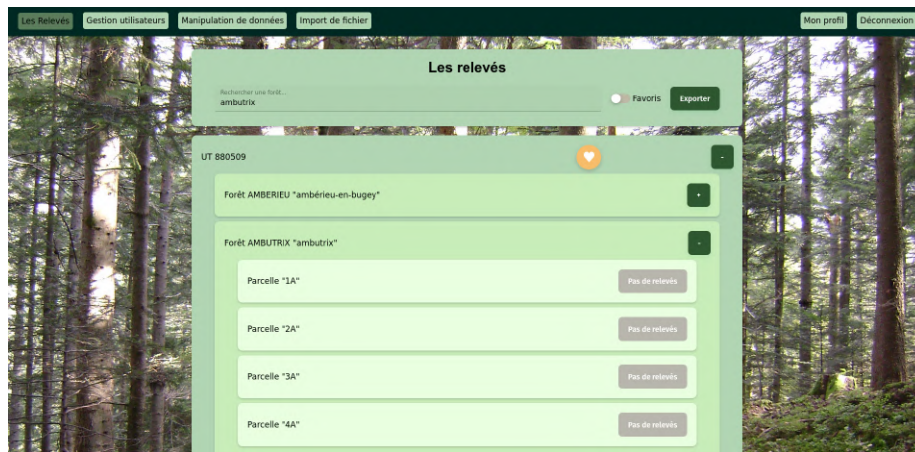 Les Relevés
Gestion utilisateurs
Manipulation de données
Import de fichier
Mon profil
Déconnexion
Les relevés
Rechercher une forêt...
ambutrix
Favoris
Exporter
UT 880509
-
Forêt AMBERIEU "ambérieu-en-bugey"
+
Forêt AMBUTRIX "ambutrix"
-
Parcelle "1A"
Pas de relevés
Parcelle "2A"
Pas de relevés
Parcelle "3A"
Pas de relevés
Parcelle "4A"
Pas de relevés